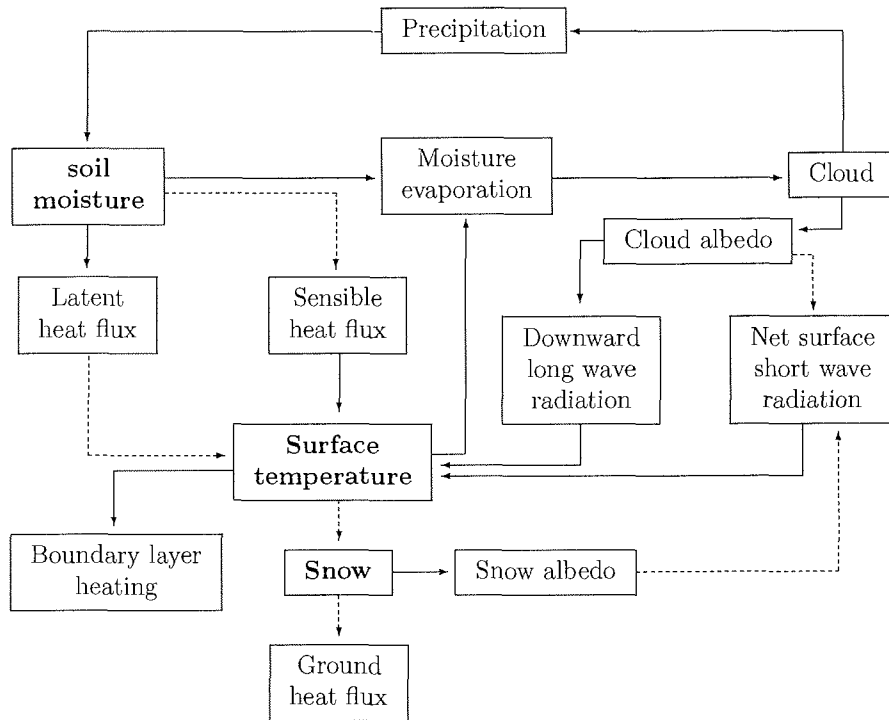 Precipitation
soil
moisture
Moisture
evaporation
Cloud
Cloud albedo
Latent
heat flux
Sensible
heat flux
Downward
long wave
radiation
Net surface
short wave
radiation
Surface
temperature
Boundary layer
heating
Snow
Snow albedo
Ground
heat flux